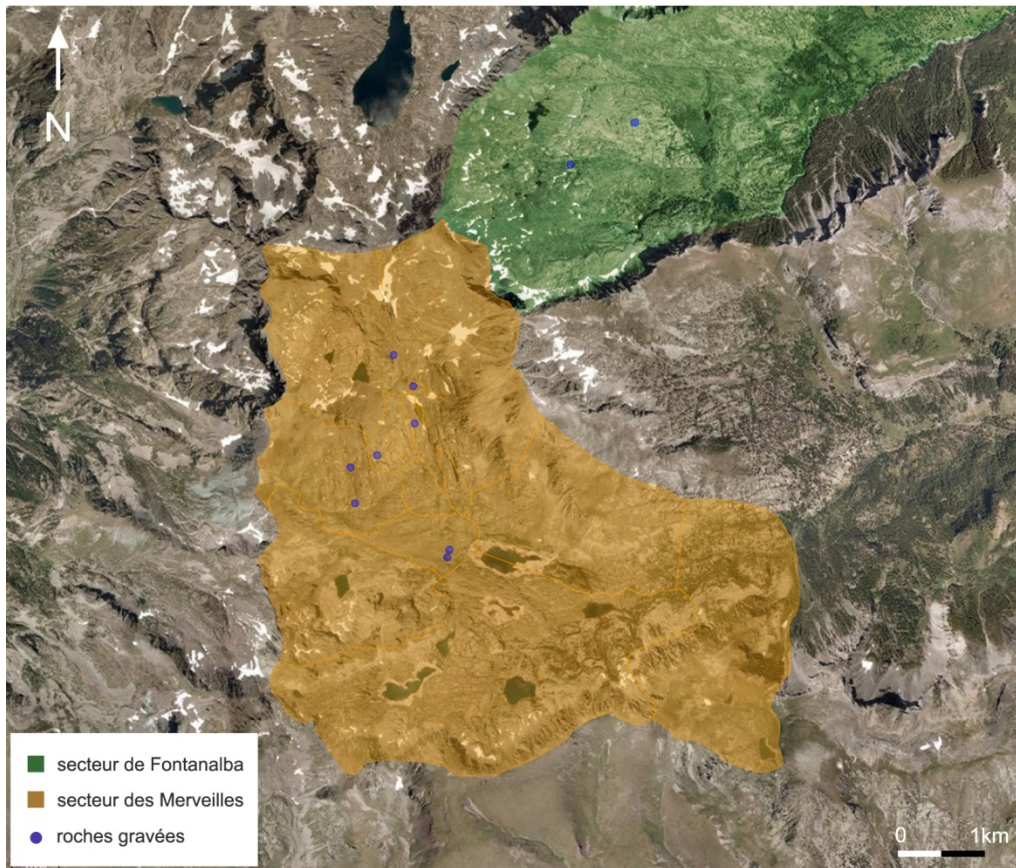 N
secteur de Fontanalba
secteur des Merveilles
roches gravées
0 1km